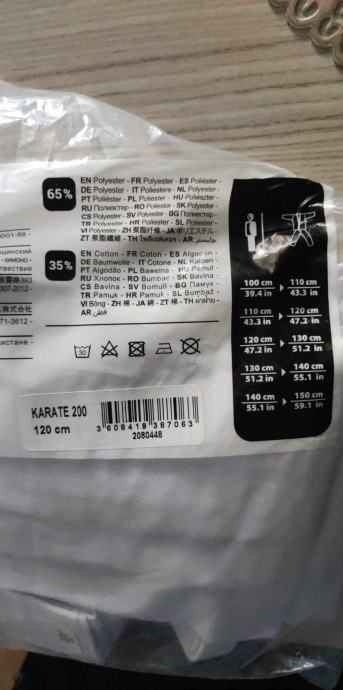 65%
EN Polyester - FR Polyester - ES Poliéster -
DE Polyester - IT Poliestere - NL Polyester -
PT Poliéster - PL Poliester - HU Poliészter -
RU Полиэстер - RO Poliester - SK Polyester -
CS Polyester - SV Polyester - BG Полиестер -
TR Polyester - HR Poliester - SL Poliester -
VI Polyester - ZH 聚酯纤维 - JA ポリエステル -
ZT 聚酯纖維 - TH โพลีเอสเตอร์ - AR بوليستر
35%
EN Cotton - FR Coton - ES Algodón -
DE Baumwolle - IT Cotone - NL Katoen -
PT Algodão - PL Bawełna - HU Pamut -
RU Хлопок - RO Bumbac - SK Bavlna -
CS Bavlna - SV Bomull - BG Памук -
TR Pamuk - HR Pamuk - SL Bombaž -
VI Bông - ZH 棉 - JA 綿 - ZT 棉 - TH ผ้าฝ้าย -
AR قطن
30
KARATE 200
120 cm
3 608419 387063
2080448
100 cm 110 cm
39.4 in 43.3 in
110 cm 120 cm
43.3 in 47.2 in
120 cm 130 cm
47.2 in 51.2 in
130 cm 140 cm
51.2 in 55.1 in
140 cm 150 cm
55.1 in 59.1 in